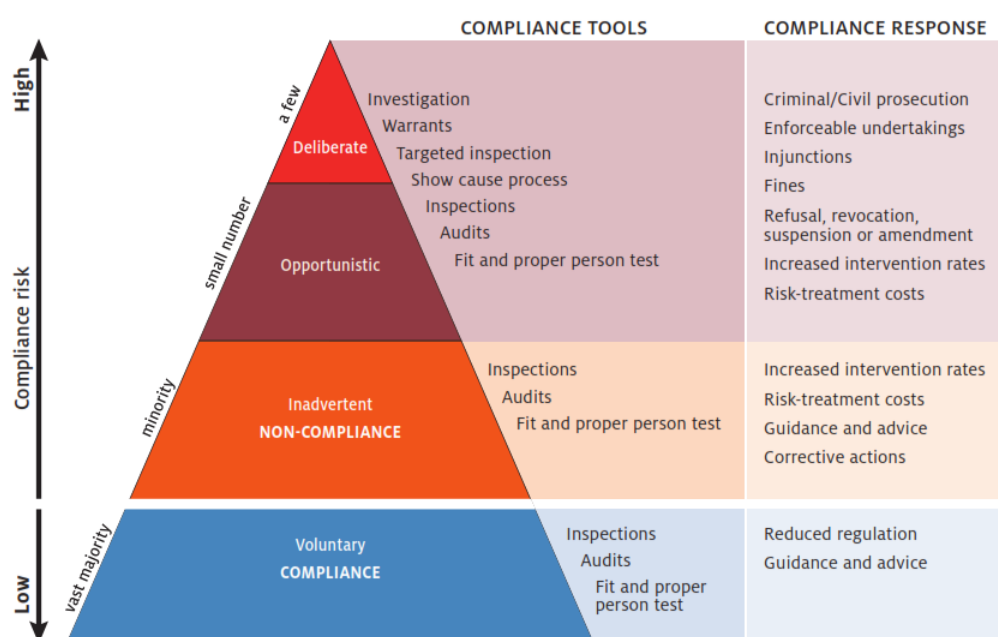 COMPLIANCE TOOLS
COMPLIANCE RESPONSE
High
Compliance risk
Low
a few
small number
minority
vast majority
Deliberate
Opportunistic
Inadvertent
NON-COMPLIANCE
Voluntary
COMPLIANCE
Investigation
Warrants
Targeted inspection
Show cause process
Inspections
Audits
Fit and proper person test
Criminal/Civil prosecution
Enforceable undertakings
Injunctions
Fines
Refusal, revocation,
suspension or amendment
Increased intervention rates
Risk-treatment costs
Inspections
Audits
Fit and proper person test
Increased intervention rates
Risk-treatment costs
Guidance and advice
Corrective actions
Inspections
Audits
Fit and proper
person test
Reduced regulation
Guidance and advice